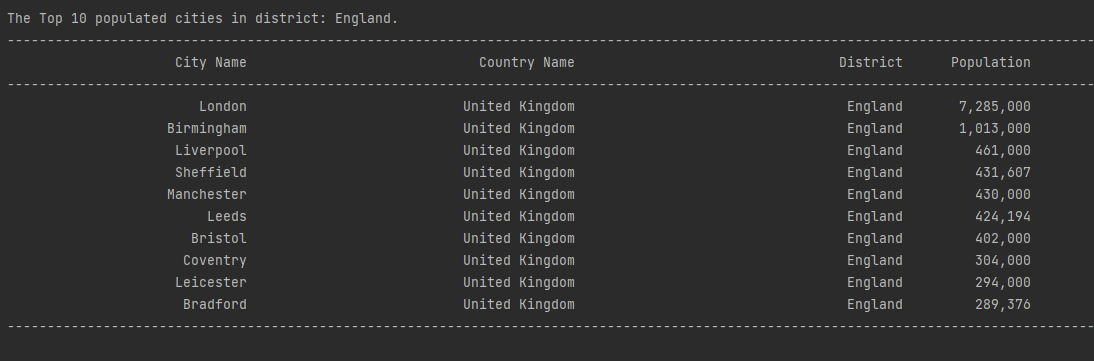 The Top 10 populated cities in district: England.
----------------------------------------------------------------------------------------------------------------------------------------
City Name Country Name District Population
----------------------------------------------------------------------------------------------------------------------------------------
London United Kingdom England 7,285,000
Birmingham United Kingdom England 1,013,000
Liverpool United Kingdom England 461,000
Sheffield United Kingdom England 431,607
Manchester United Kingdom England 430,000
Leeds United Kingdom England 424,194
Bristol United Kingdom England 402,000
Coventry United Kingdom England 304,000
Leicester United Kingdom England 294,000
Bradford United Kingdom England 289,376
----------------------------------------------------------------------------------------------------------------------------------------